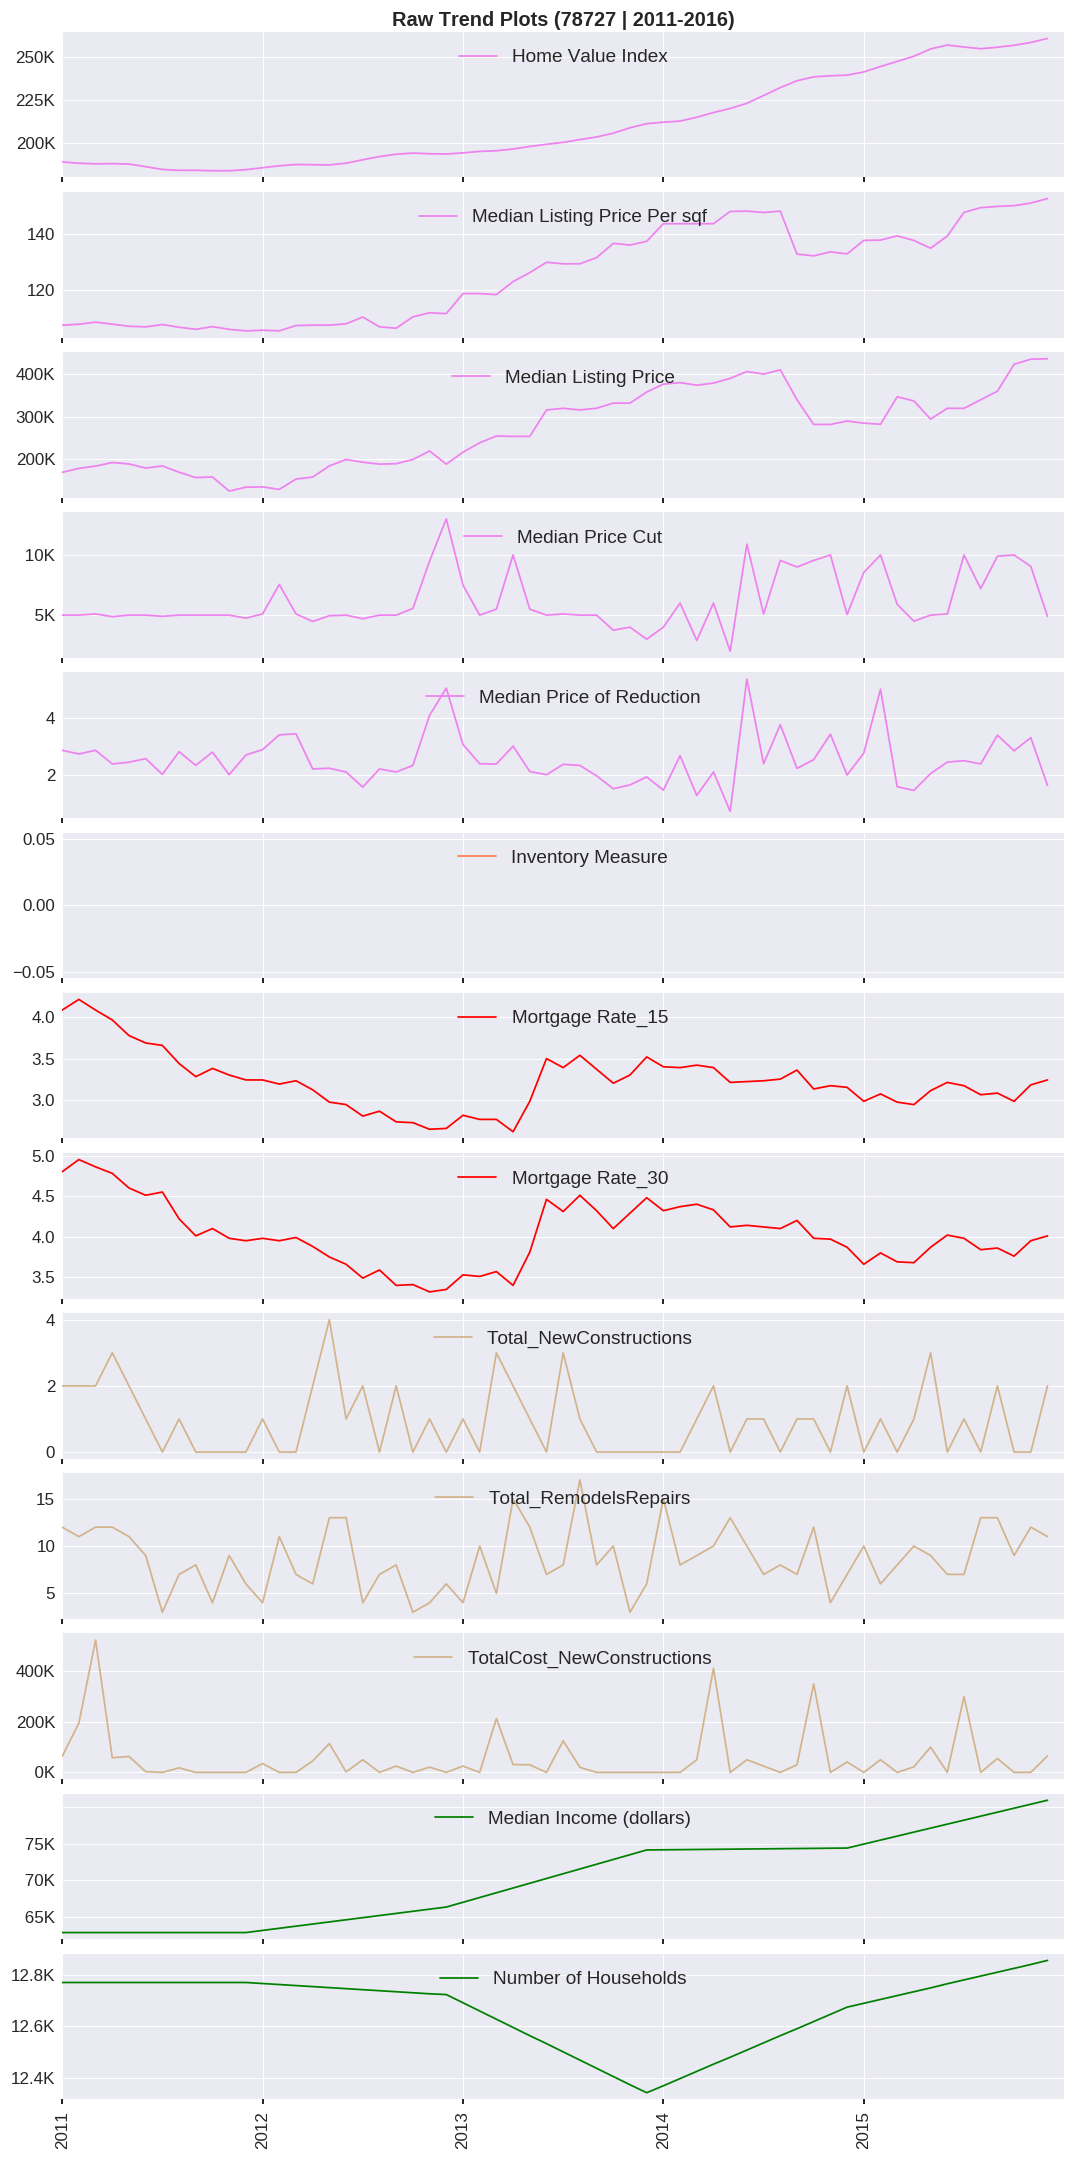 Raw Trend Plots (78727 | 2011-2016)
Home Value Index
250K
225K
200K
Median Listing Price Per sqf
140
120
Median Listing Price
400K
300K
200K
Median Price Cut
10K
5K
Median Price of Reduction
4
2
0.05
Inventory Measure
0.00
−0.05
Mortgage Rate_15
4.0
3.5
3.0
5.0
Mortgage Rate_30
4.5
4.0
3.5
4
Total_NewConstructions
2
0
Total_RemodelsRepairs
15
10
5
TotalCost_NewConstructions
400K
200K
0K
Median Income (dollars)
75K
70K
65K
Number of Households
12.8K
12.6K
12.4K
2011 2012 2013 2014 2015